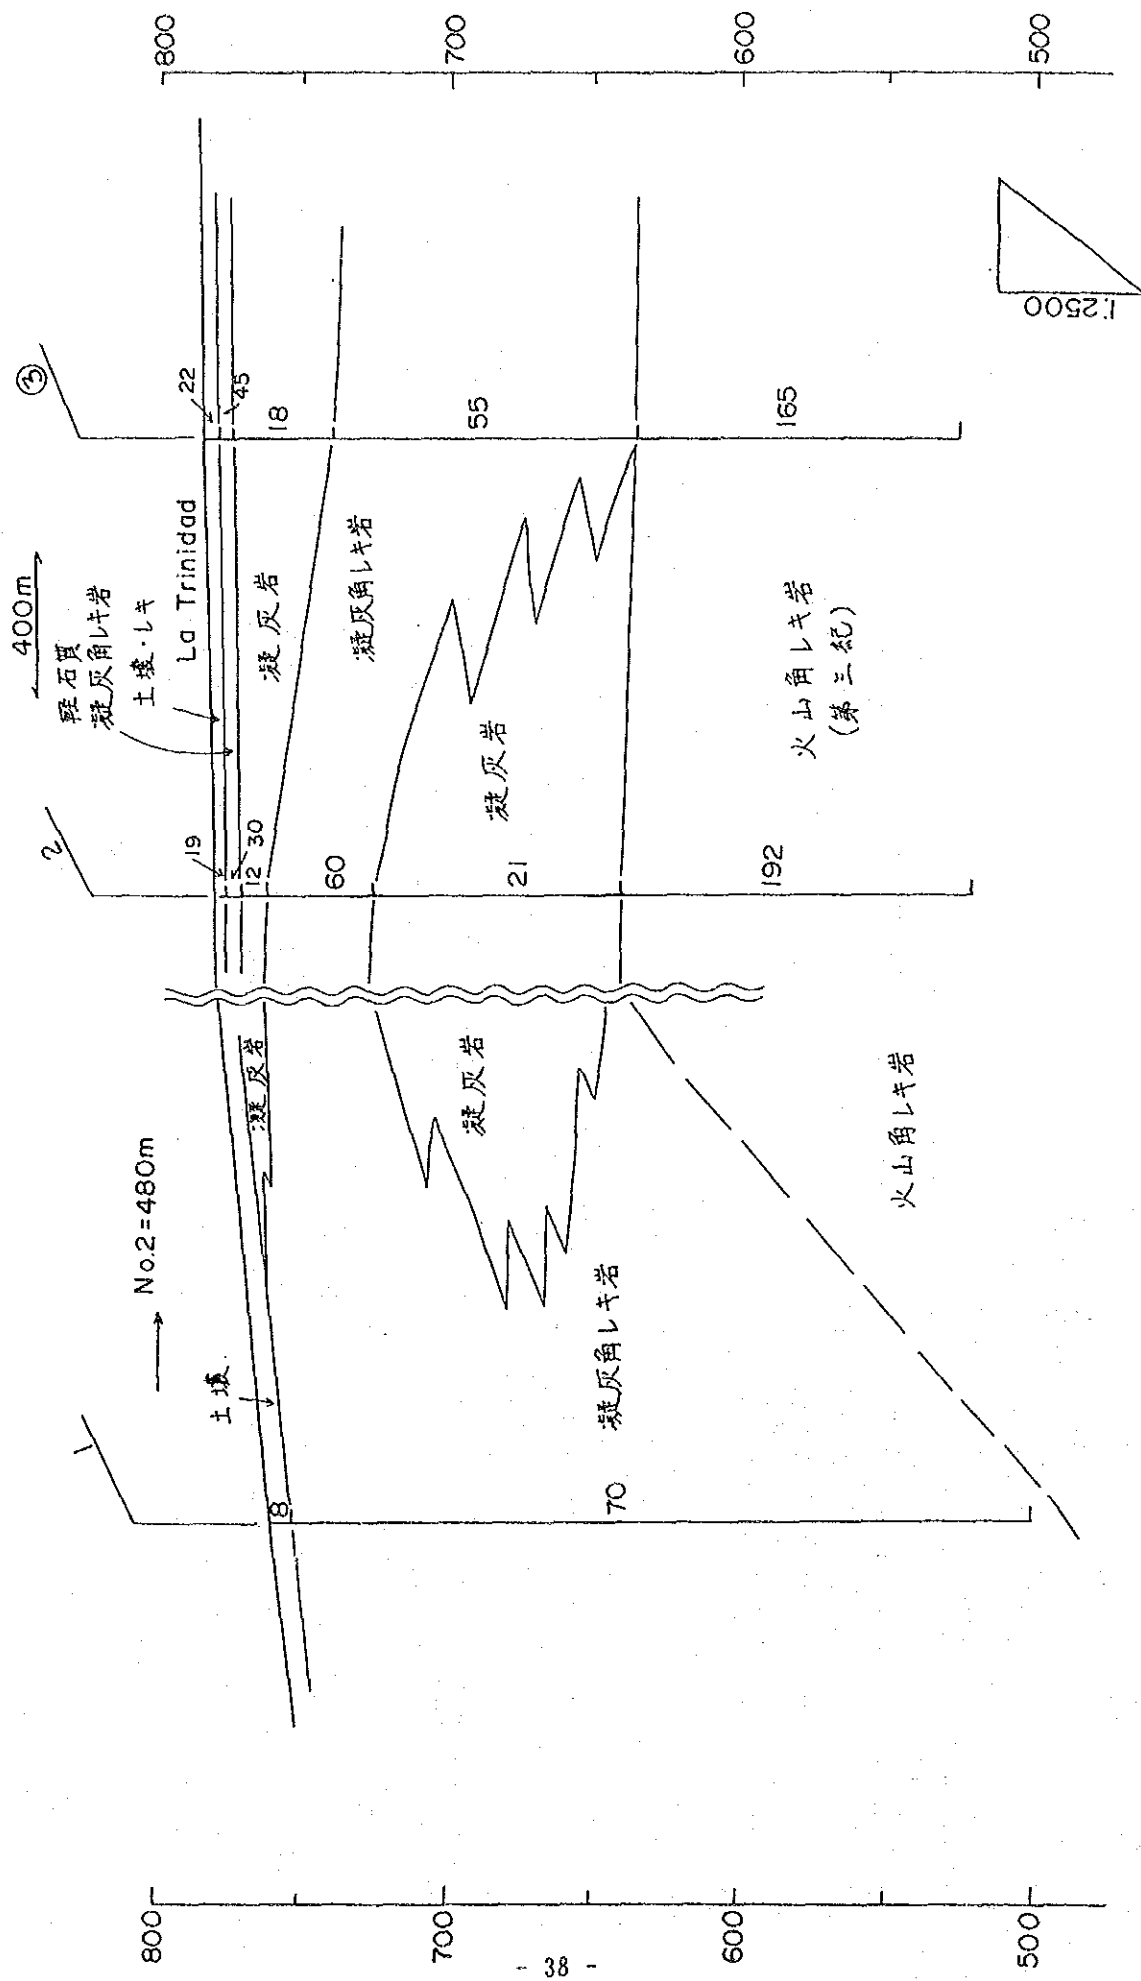 800
700
600
500
1
2
③
→ No.2=480m
400m
軽石質
凝灰角レキ岩
土壌・レキ
La Trinidad
土壌
8
19
30
12
22
45
18
凝灰岩
凝灰岩
凝灰角レキ岩
60
55
凝灰岩
凝灰岩
21
凝灰角レキ岩
70
192
165
火山角レキ岩
火山角レキ岩
(第三紀)
1:2500
800
700
600
500
- 38 -